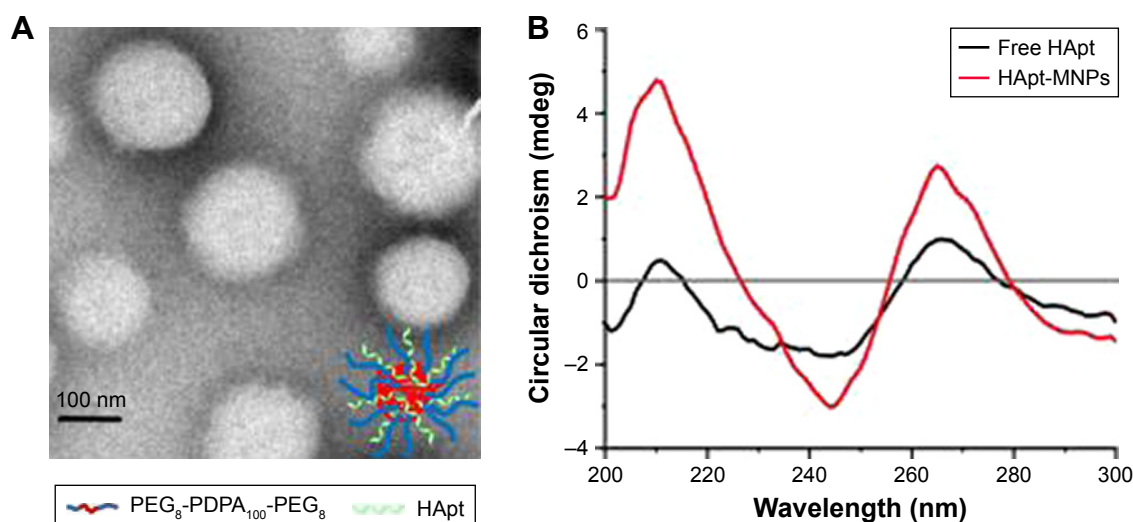 A
100 nm
PEG₈-PDPA₁₀₀-PEG₈
HApt
B
Free HApt
HApt-MNPs
Circular dichroism (mdeg)
6
4
2
0
–2
–4
200
220
240
260
280
300
Wavelength (nm)